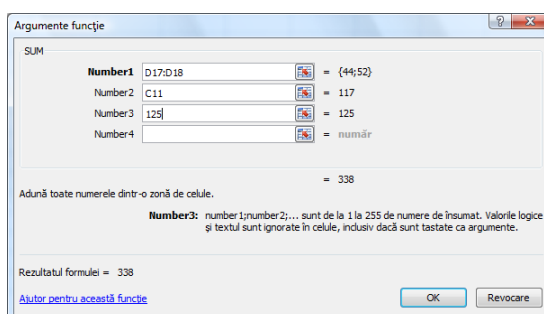 Argumente funcție
SUM
Number1 D17:D18 = {44;52}
Number2 C11 = 117
Number3 125 = 125
Number4 = număr
= 338
Adună toate numerele dintr-o zonă de celule.
Number3: number1;number2;... sunt de la 1 la 255 de numere de însumat. Valorile logice
și textul sunt ignorate în celule, inclusiv dacă sunt tastate ca argumente.
Rezultatul formulei = 338
Ajutor pentru această funcție
OK Revocare